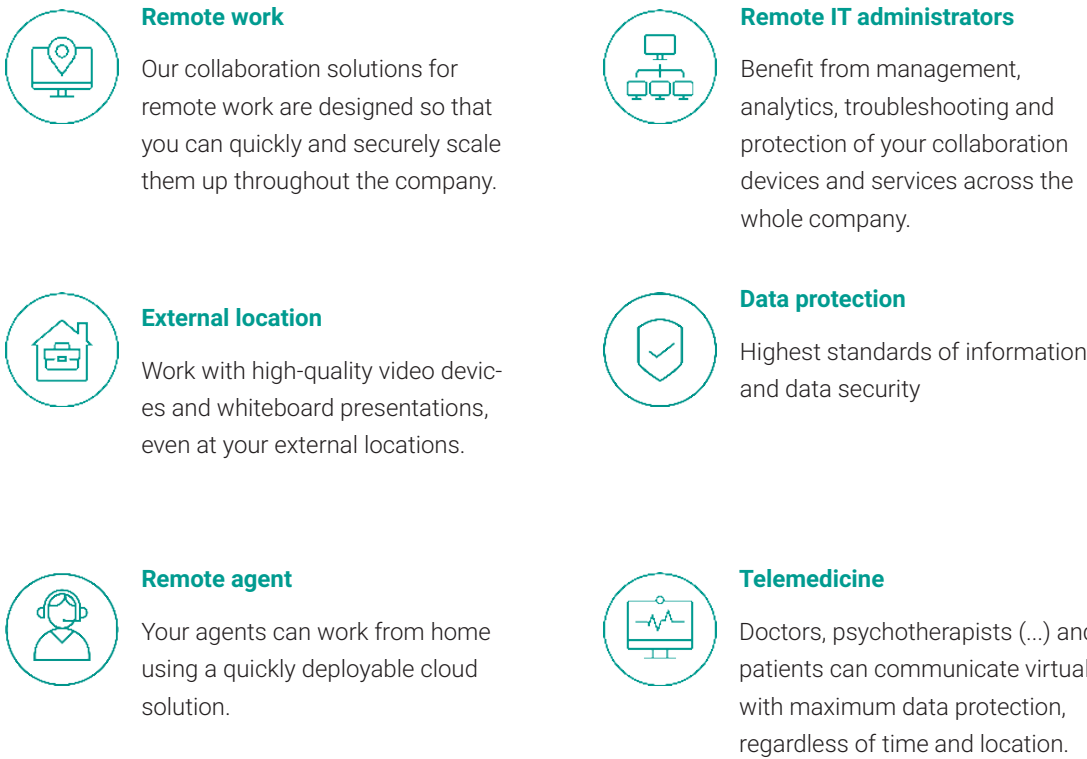 Remote work
Our collaboration solutions for
remote work are designed so that
you can quickly and securely scale
them up throughout the company.
Remote IT administrators
Benefit from management,
analytics, troubleshooting and
protection of your collaboration
devices and services across the
whole company.
External location
Work with high-quality video devic-
es and whiteboard presentations,
even at your external locations.
Data protection
Highest standards of information
and data security
Remote agent
Your agents can work from home
using a quickly deployable cloud
solution.
Telemedicine
Doctors, psychotherapists (...) and
patients can communicate
with maximum data protection,
regardless of time and location.